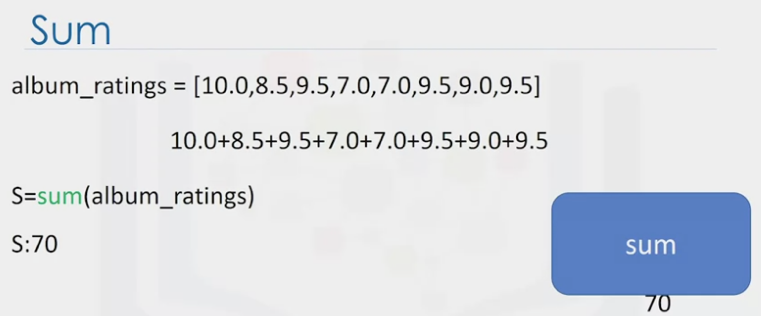 Sum
album_ratings = [10.0,8.5,9.5,7.0,7.0,9.5,9.0,9.5]
10.0+8.5+9.5+7.0+7.0+9.5+9.0+9.5
S=sum(album_ratings)
S:70
sum
70